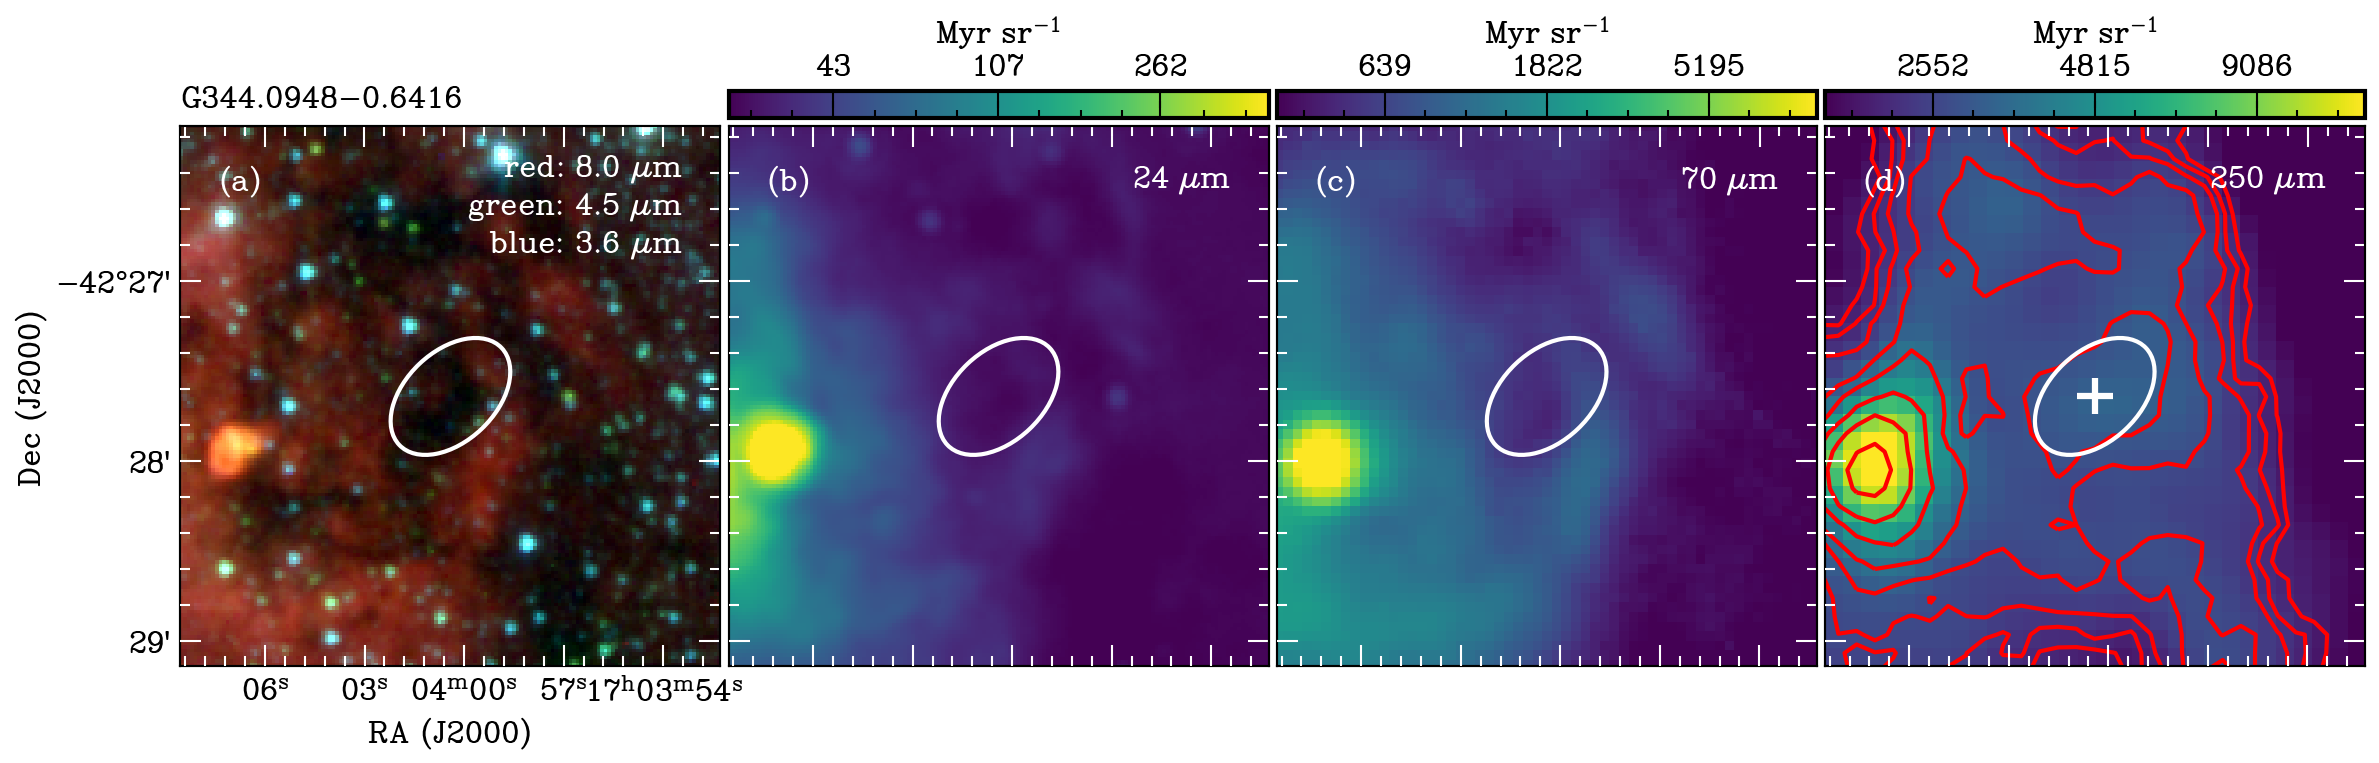 G344.0948−0.6416
Myr sr⁻¹
43 107 262
Myr sr⁻¹
639 1822 5195
Myr sr⁻¹
2552 4815 9086
(a)
red: 8.0 μm
green: 4.5 μm
blue: 3.6 μm
(b)
24 μm
(c)
70 μm
(d)
250 μm
−42°27'
28'
29'
Dec (J2000)
06ˢ 03ˢ 04ᵐ00ˢ 57ˢ 17ʰ03ᵐ54ˢ
RA (J2000)